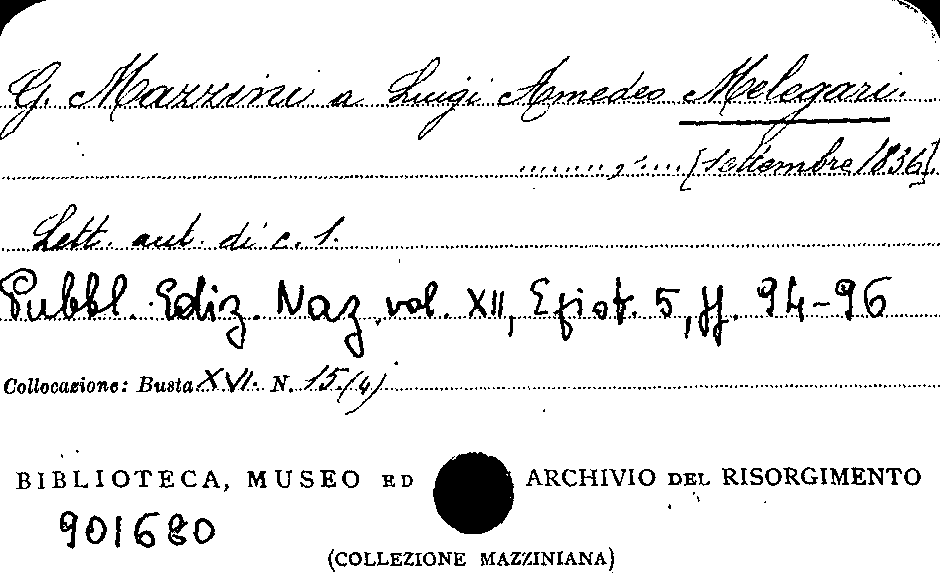 G. Mazzini a Luigi Amedeo Melegari.
........,.....[settembre 1836].
Lett. aut. di c. 1.
Pubbl. Ediz. Naz. vol. XII, Epist. 5, pp. 94-96
Collocazione: Busta XVI. N. 15(4)
BIBLIOTECA, MUSEO ED ARCHIVIO DEL RISORGIMENTO
901680
(COLLEZIONE MAZZINIANA)